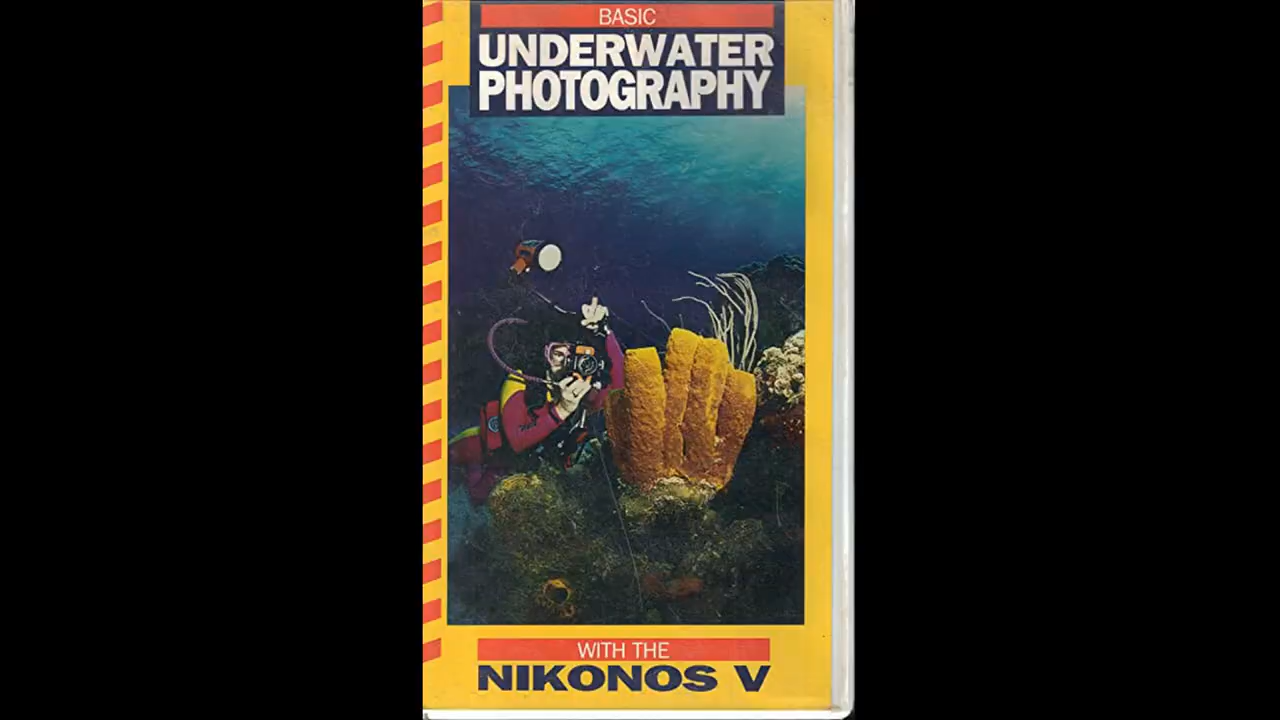 BASIC
UNDERWATER
PHOTOGRAPHY
WITH THE
NIKONOS V